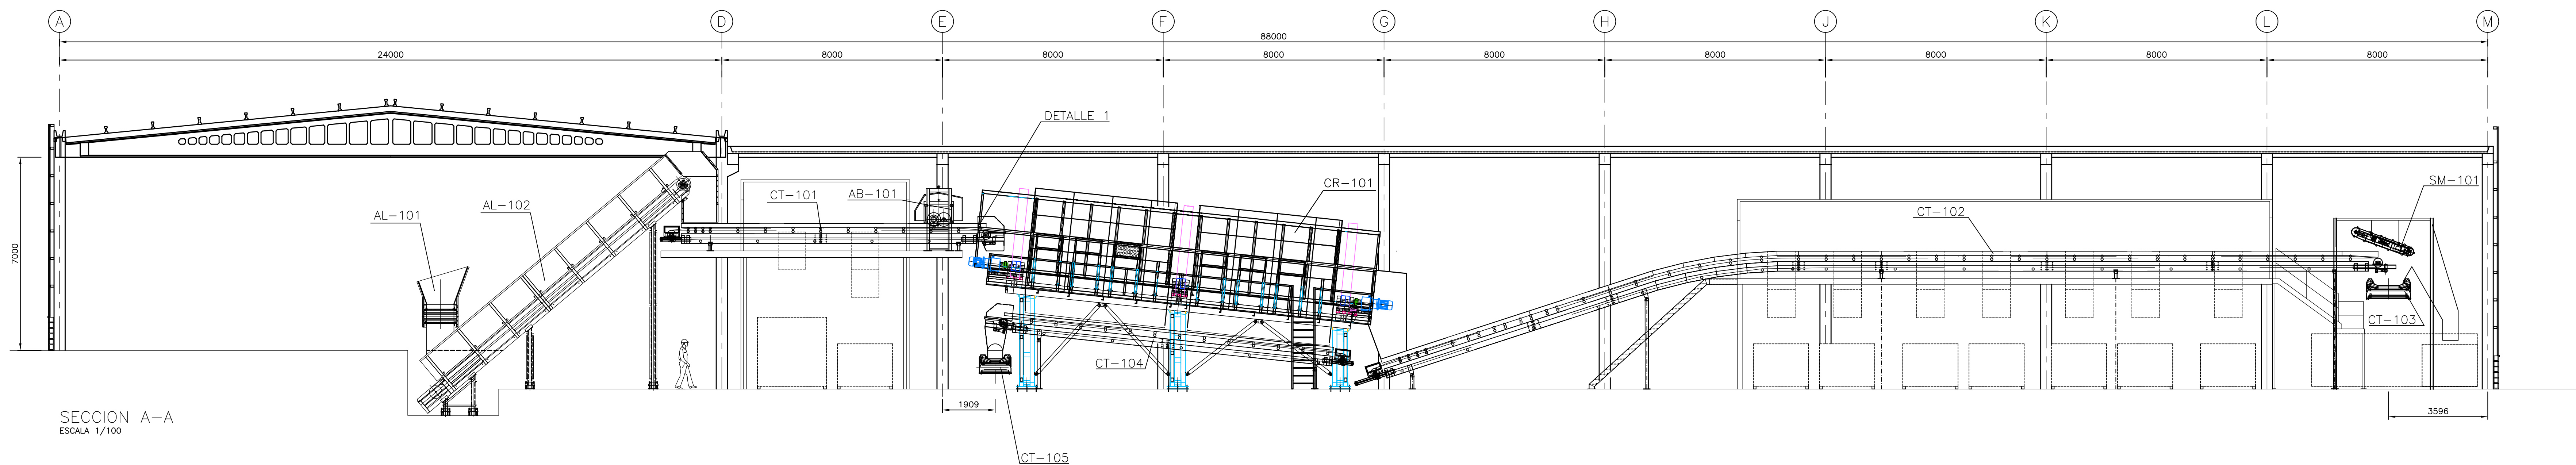 A D E F G H J K L M
88000
24000 8000 8000 8000 8000 8000 8000 8000 8000
DETALLE 1
7000
AL-101
AL-102
CT-101
AB-101
CR-101
CT-102
SM-101
CT-103
CT-104
1909
3596
SECCION A-A
ESCALA 1/100
CT-105